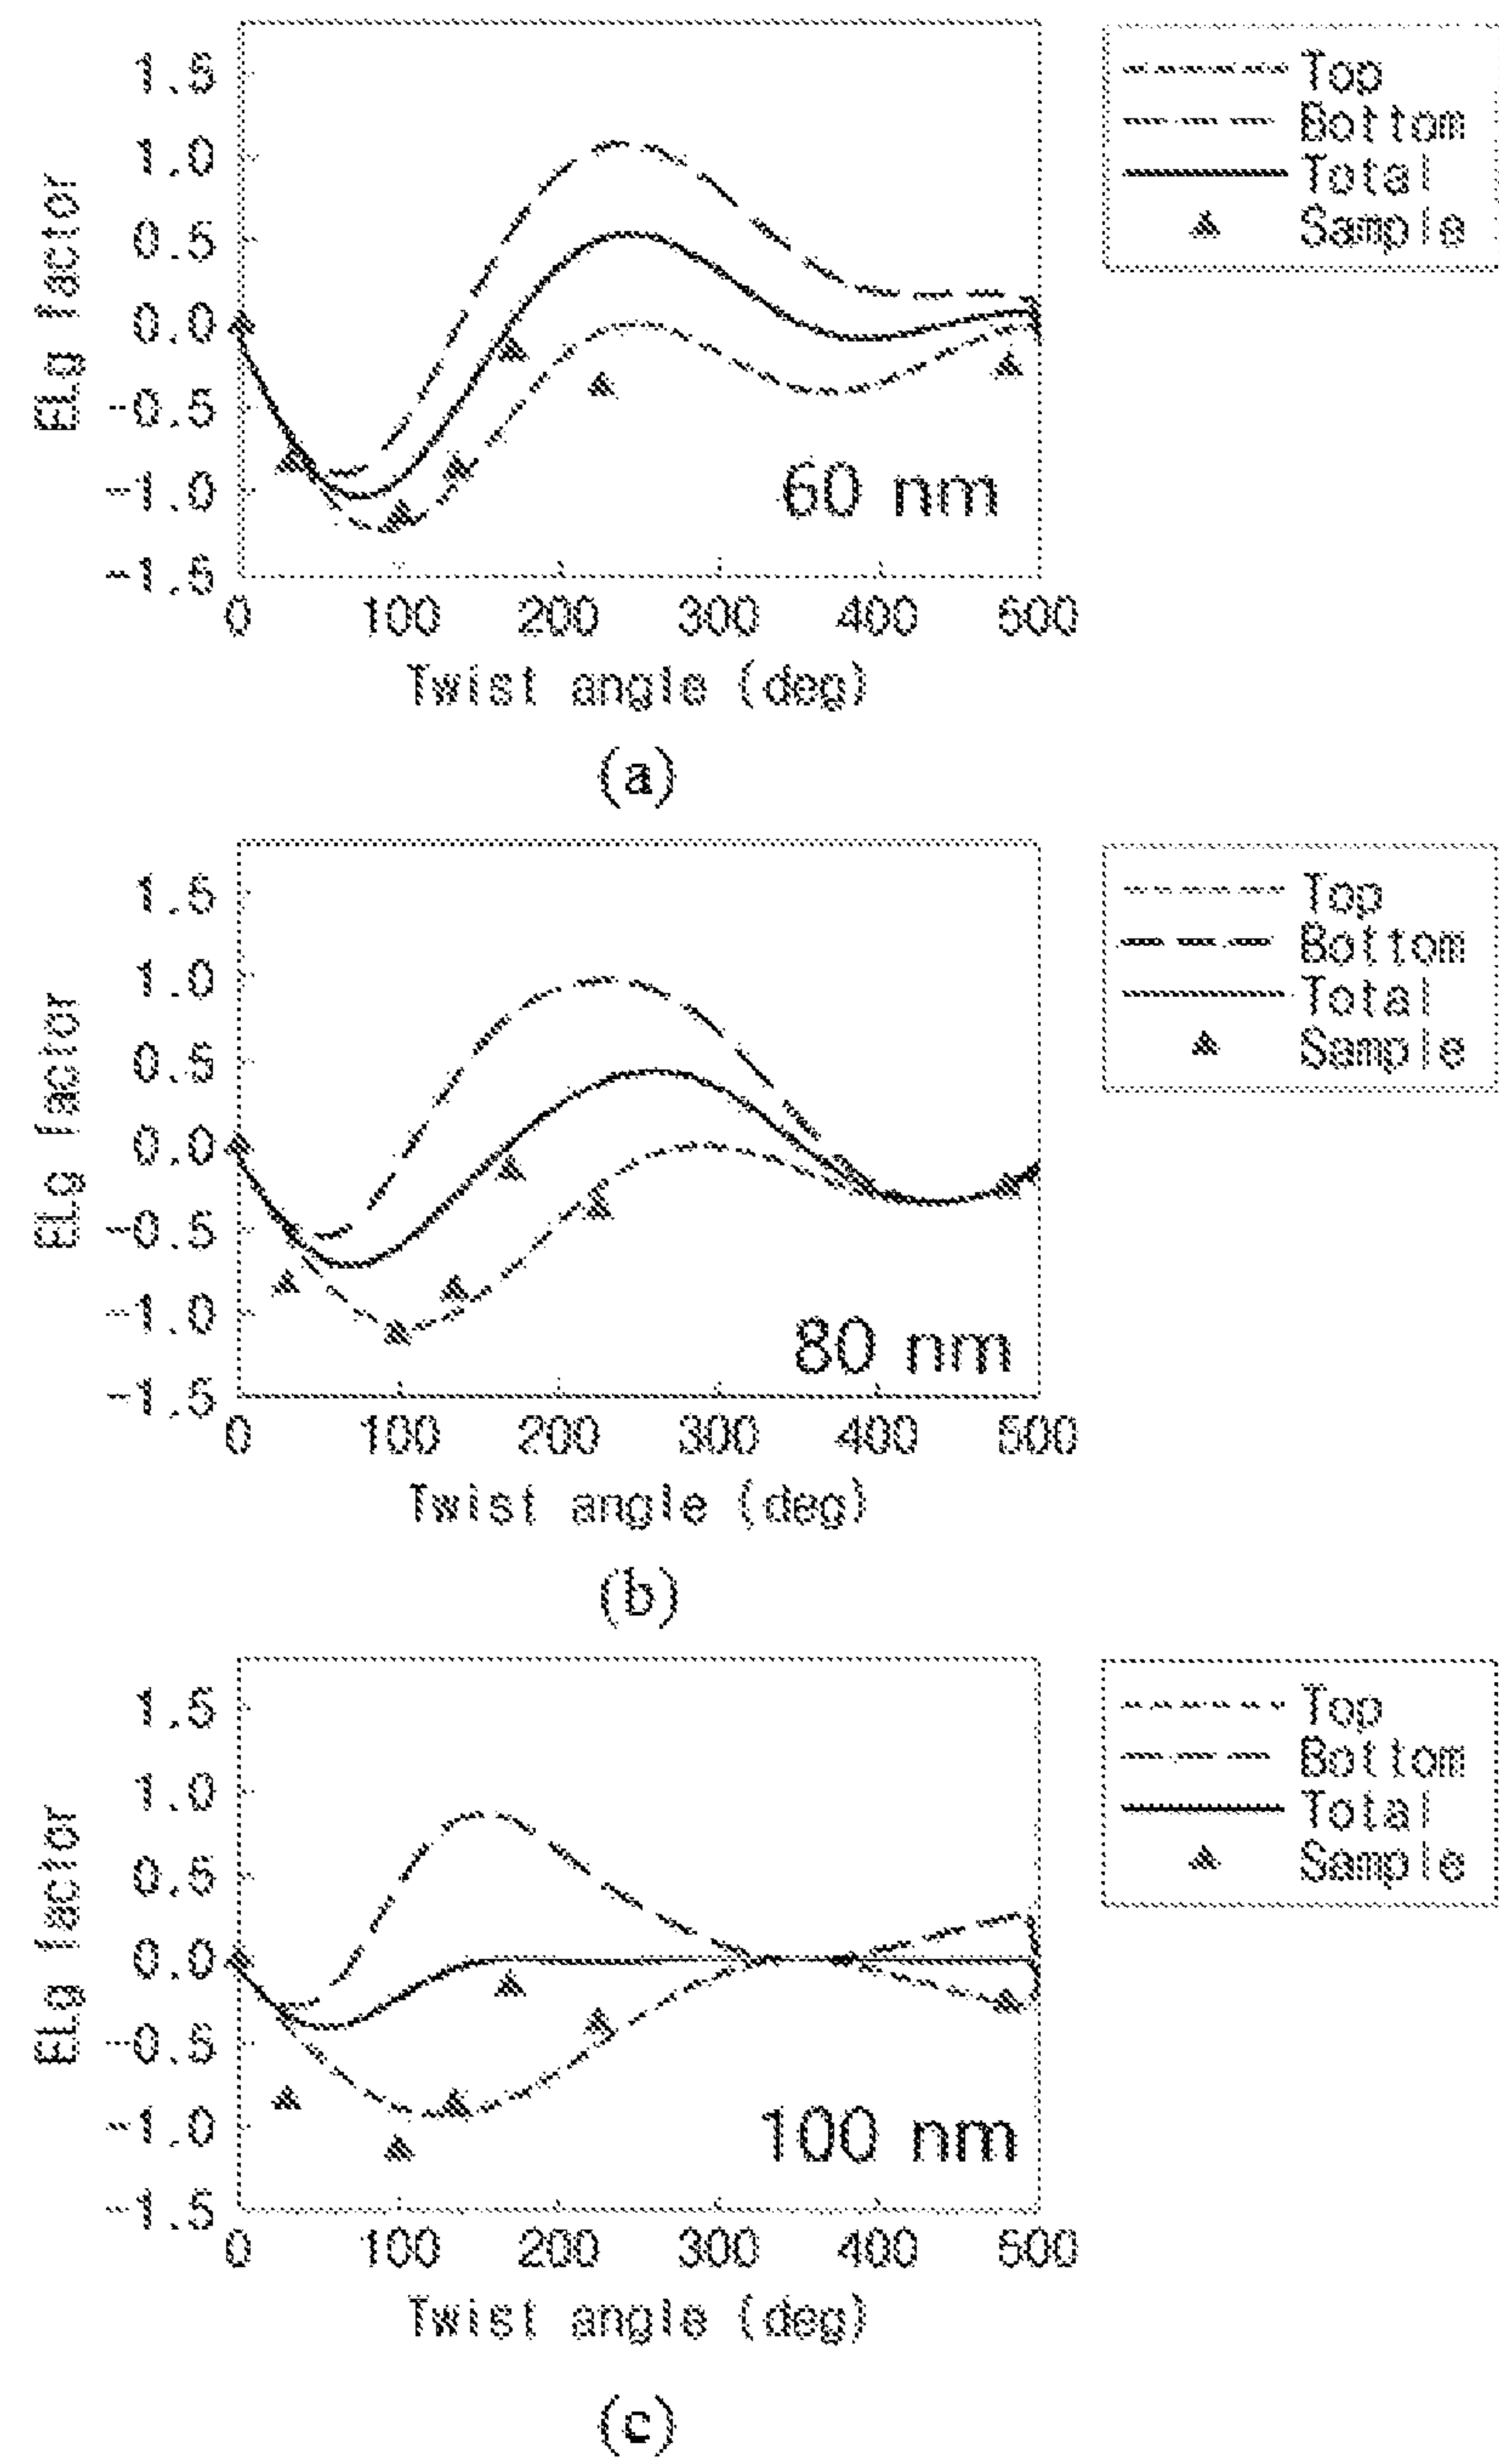 1.5
1.0
0.5
0.0
-0.5
-1.0
-1.5
ELg factor
0 100 200 300 400 500
Twist angle (deg)
60 nm
Top
Bottom
Total
Sample
(a)
1.5
1.0
0.5
0.0
-0.5
-1.0
-1.5
ELg factor
0 100 200 300 400 500
Twist angle (deg)
80 nm
Top
Bottom
Total
Sample
(b)
1.5
1.0
0.5
0.0
-0.5
-1.0
-1.5
ELg factor
0 100 200 300 400 500
Twist angle (deg)
100 nm
Top
Bottom
Total
Sample
(c)